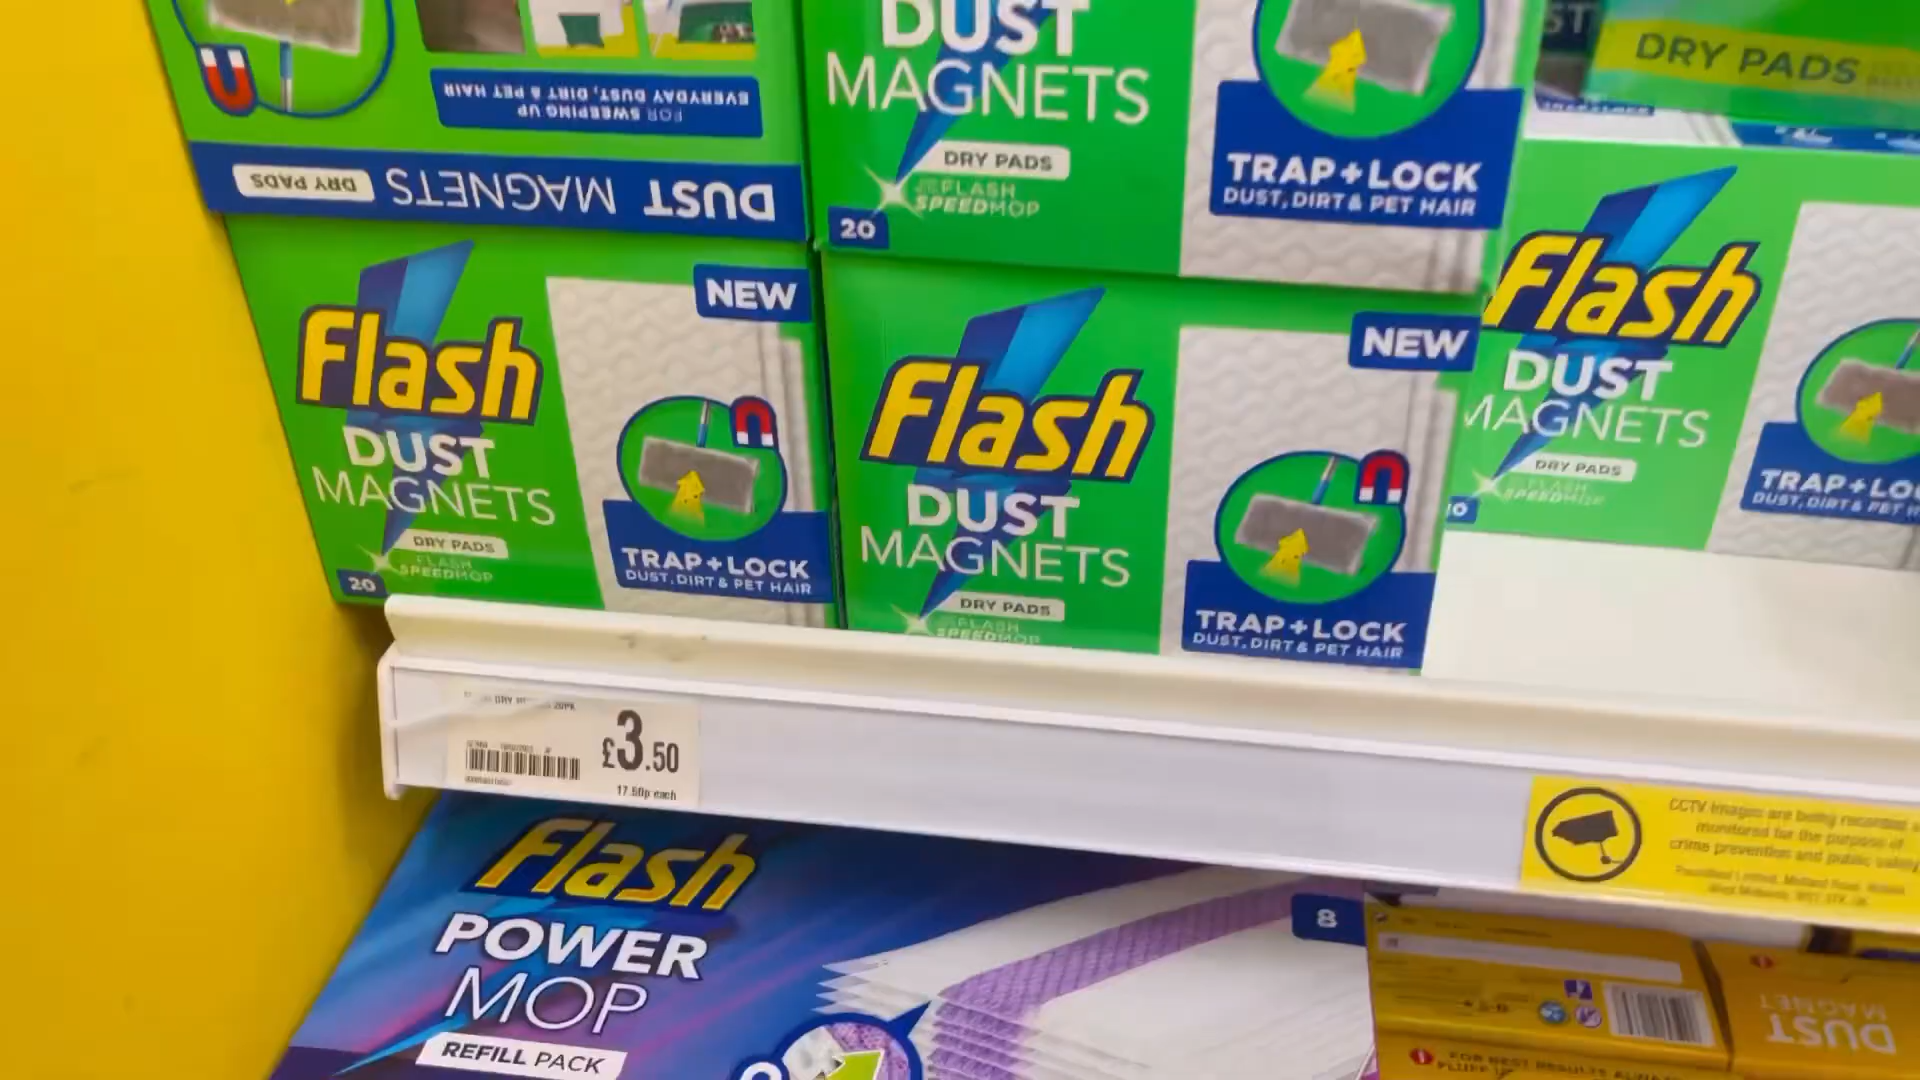 FOR SWEEPING UP
EVERYDAY DUST, DIRT & PET HAIR
DUST MAGNETS DRY PADS
DUST
MAGNETS
DRY PADS
FLASH
SPEEDMOP
20
TRAP+LOCK
DUST, DIRT & PET HAIR
DRY PADS
Flash
DUST
MAGNETS
DRY PADS
FLASH
SPEEDMOP
20
NEW
TRAP+LOCK
DUST, DIRT & PET HAIR
Flash
DUST
MAGNETS
DRY PADS
FLASH
SPEEDMOP
NEW
TRAP+LOCK
DUST, DIRT & PET HAIR
Flash
DUST
MAGNETS
DRY PADS
FLASH
SPEEDMOP
TRAP+LO
DUST, DIRT & PET H
DRY
20PK
£3.50
17.50p each
CCTV images are being recorded
monitored for the purpose of
crime prevention and public safety
Flash
POWER
MOP
REFILL PACK
8
DUST
MAGNET
FOR BEST RESULTS